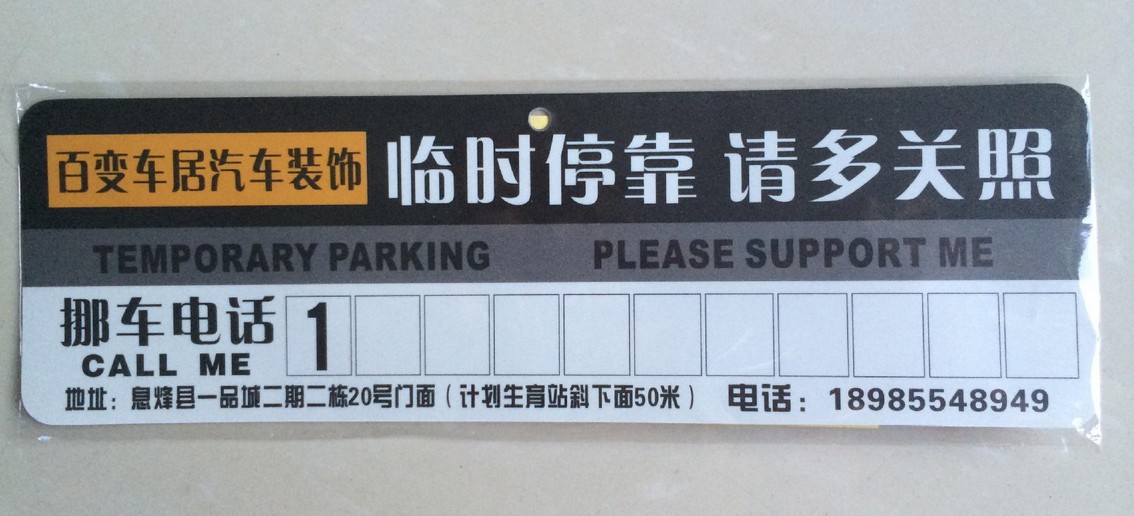 百变车居汽车装饰 临时停靠 请多关照
TEMPORARY PARKING PLEASE SUPPORT ME
挪车电话 1
CALL ME
地址：息烽县一品城二期二栋20号门面（计划生育站斜下面50米） 电话：18985548949